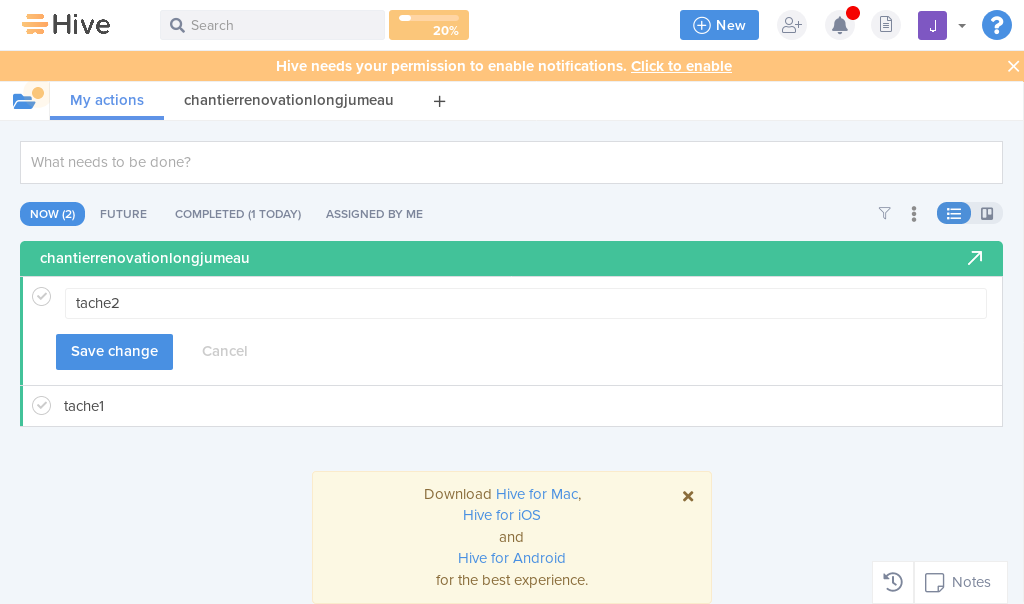 Hive
Search
20%
New
J
?
Hive needs your permission to enable notifications. Click to enable
My actions
chantierrenovationlongjumeau
+
What needs to be done?
NOW (2)
FUTURE
COMPLETED (1 TODAY)
ASSIGNED BY ME
chantierrenovationlongjumeau
tache2
Save change
Cancel
tache1
Download Hive for Mac,
Hive for iOS
and
Hive for Android
for the best experience.
Notes